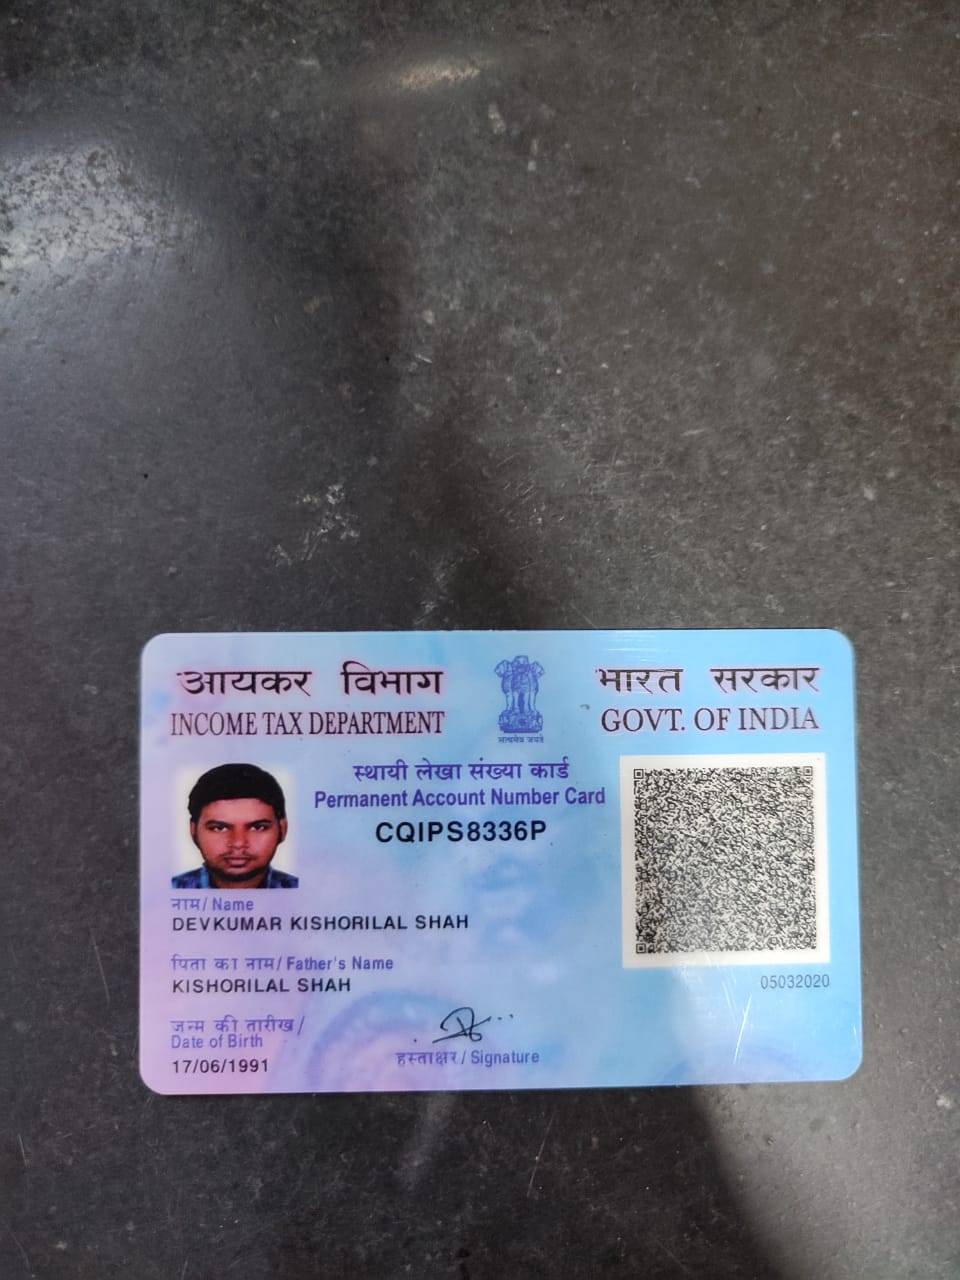 आयकर विभाग
INCOME TAX DEPARTMENT
सत्यमेव जयते
भारत सरकार
GOVT. OF INDIA
स्थायी लेखा संख्या कार्ड
Permanent Account Number Card
CQIPS8336P
नाम / Name
DEVKUMAR KISHORILAL SHAH
पिता का नाम / Father's Name
KISHORILAL SHAH
05032020
जन्म की तारीख /
Date of Birth
17/06/1991
हस्ताक्षर / Signature